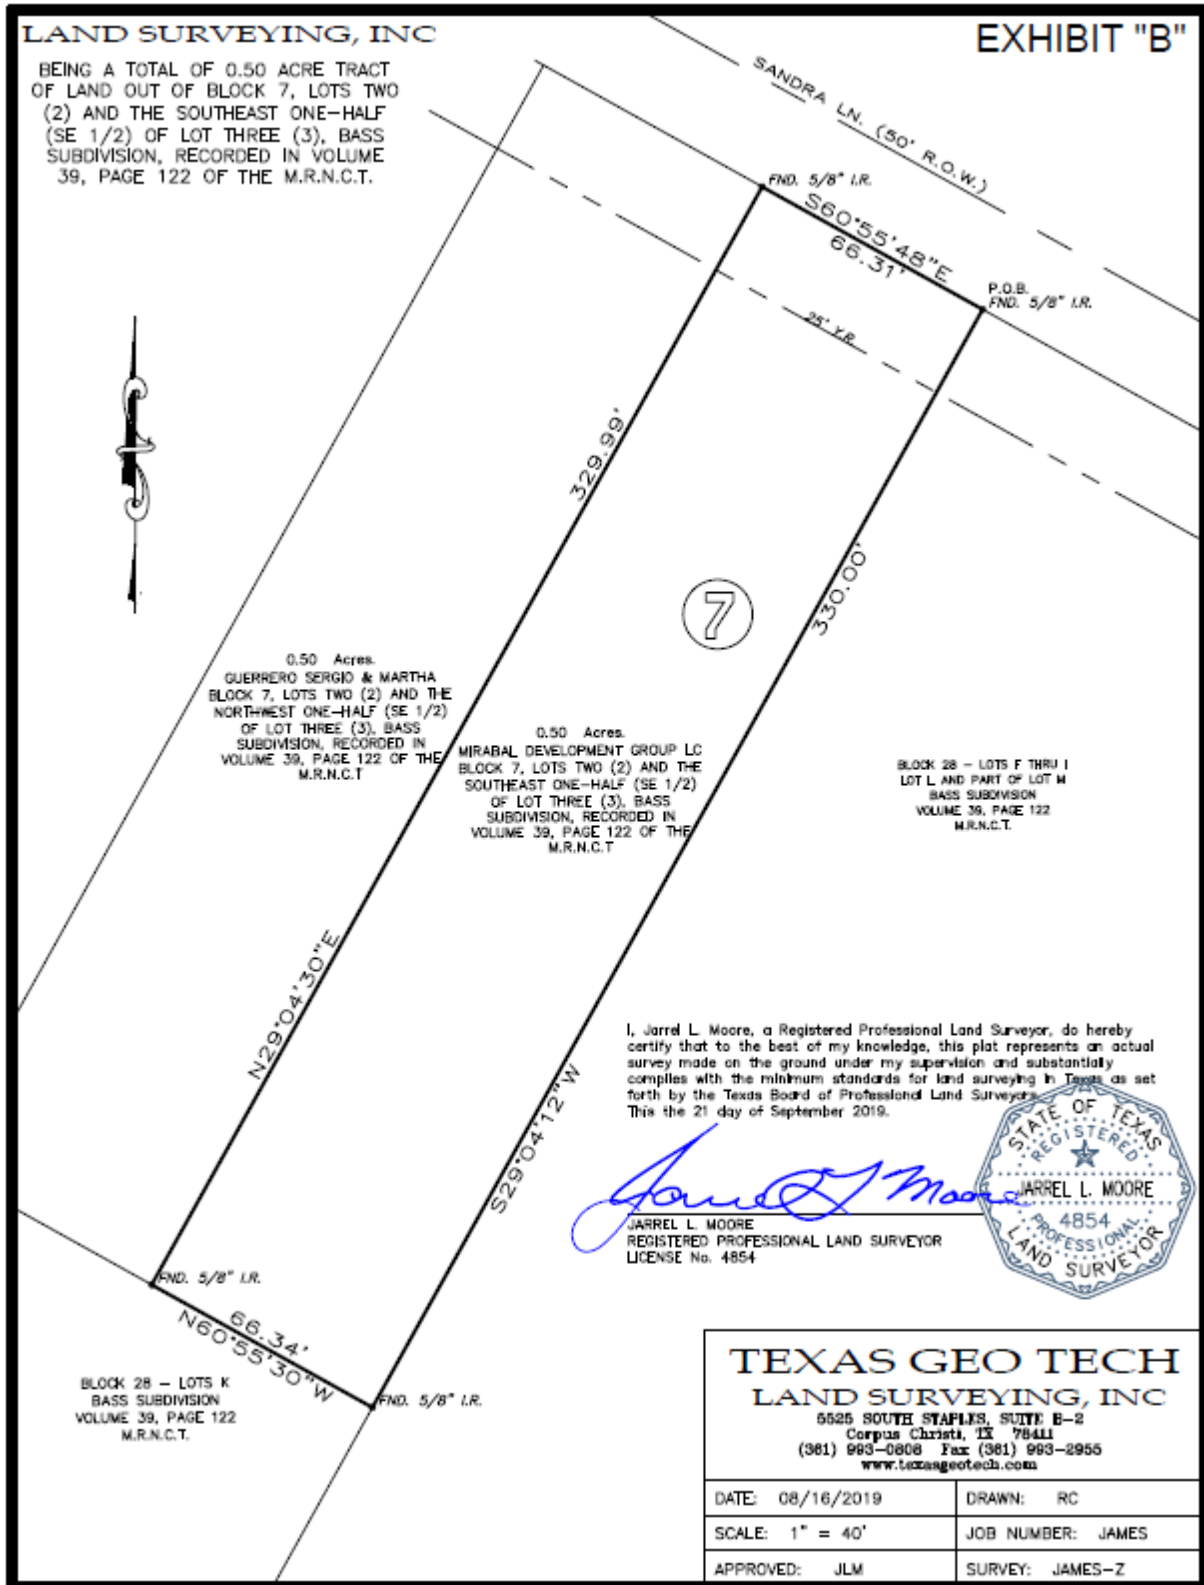 LAND SURVEYING, INC
EXHIBIT "B"
BEING A TOTAL OF 0.50 ACRE TRACT
OF LAND OUT OF BLOCK 7, LOTS TWO
(2) AND THE SOUTHEAST ONE-HALF
(SE 1/2) OF LOT THREE (3), BASS
SUBDIVISION, RECORDED IN VOLUME
39, PAGE 122 OF THE M.R.N.C.T.
SANDRA LN. (50' R.O.W.)
FND. 5/8" I.R.
S60°55'48"E
66.31'
P.O.B.
FND. 5/8" I.R.
25' Y.R.
329.99'
330.00'
7
0.50 Acres.
GUERRERO SERGIO & MARTHA
BLOCK 7, LOTS TWO (2) AND THE
NORTHWEST ONE-HALF (SE 1/2)
OF LOT THREE (3), BASS
SUBDIVISION, RECORDED IN
VOLUME 39, PAGE 122 OF THE
M.R.N.C.T
0.50 Acres.
MIRABAL DEVELOPMENT GROUP LC
BLOCK 7, LOTS TWO (2) AND THE
SOUTHEAST ONE-HALF (SE 1/2)
OF LOT THREE (3), BASS
SUBDIVISION, RECORDED IN
VOLUME 39, PAGE 122 OF THE
M.R.N.C.T
BLOCK 28 - LOTS F THRU I
LOT L AND PART OF LOT M
BASS SUBDIVISION
VOLUME 39, PAGE 122
M.R.N.C.T.
N29°04'30"E
S29°04'12"W
I, Jarrel L. Moore, a Registered Professional Land Surveyor, do hereby
certify that to the best of my knowledge, this plat represents an actual
survey made on the ground under my supervision and substantially
complies with the minimum standards for land surveying in Texas as set
forth by the Texas Board of Professional Land Surveyors.
This the 21 day of September 2019.
Jarrel L Moore
JARREL L. MOORE
REGISTERED PROFESSIONAL LAND SURVEYOR
LICENSE No. 4854
STATE OF TEXAS
REGISTERED
JARREL L. MOORE
4854
PROFESSIONAL
LAND SURVEYOR
FND. 5/8" I.R.
66.34'
N60°55'30"W
FND. 5/8" I.R.
BLOCK 28 - LOTS K
BASS SUBDIVISION
VOLUME 39, PAGE 122
M.R.N.C.T.
TEXAS GEO TECH
LAND SURVEYING, INC
5525 SOUTH STAPLES, SUITE B-2
Corpus Christi, TX 78411
(361) 993-0808 Fax (361) 993-2955
www.texasgeotech.com
DATE: 08/16/2019
DRAWN: RC
SCALE: 1" = 40'
JOB NUMBER: JAMES
APPROVED: JLM
SURVEY: JAMES-Z